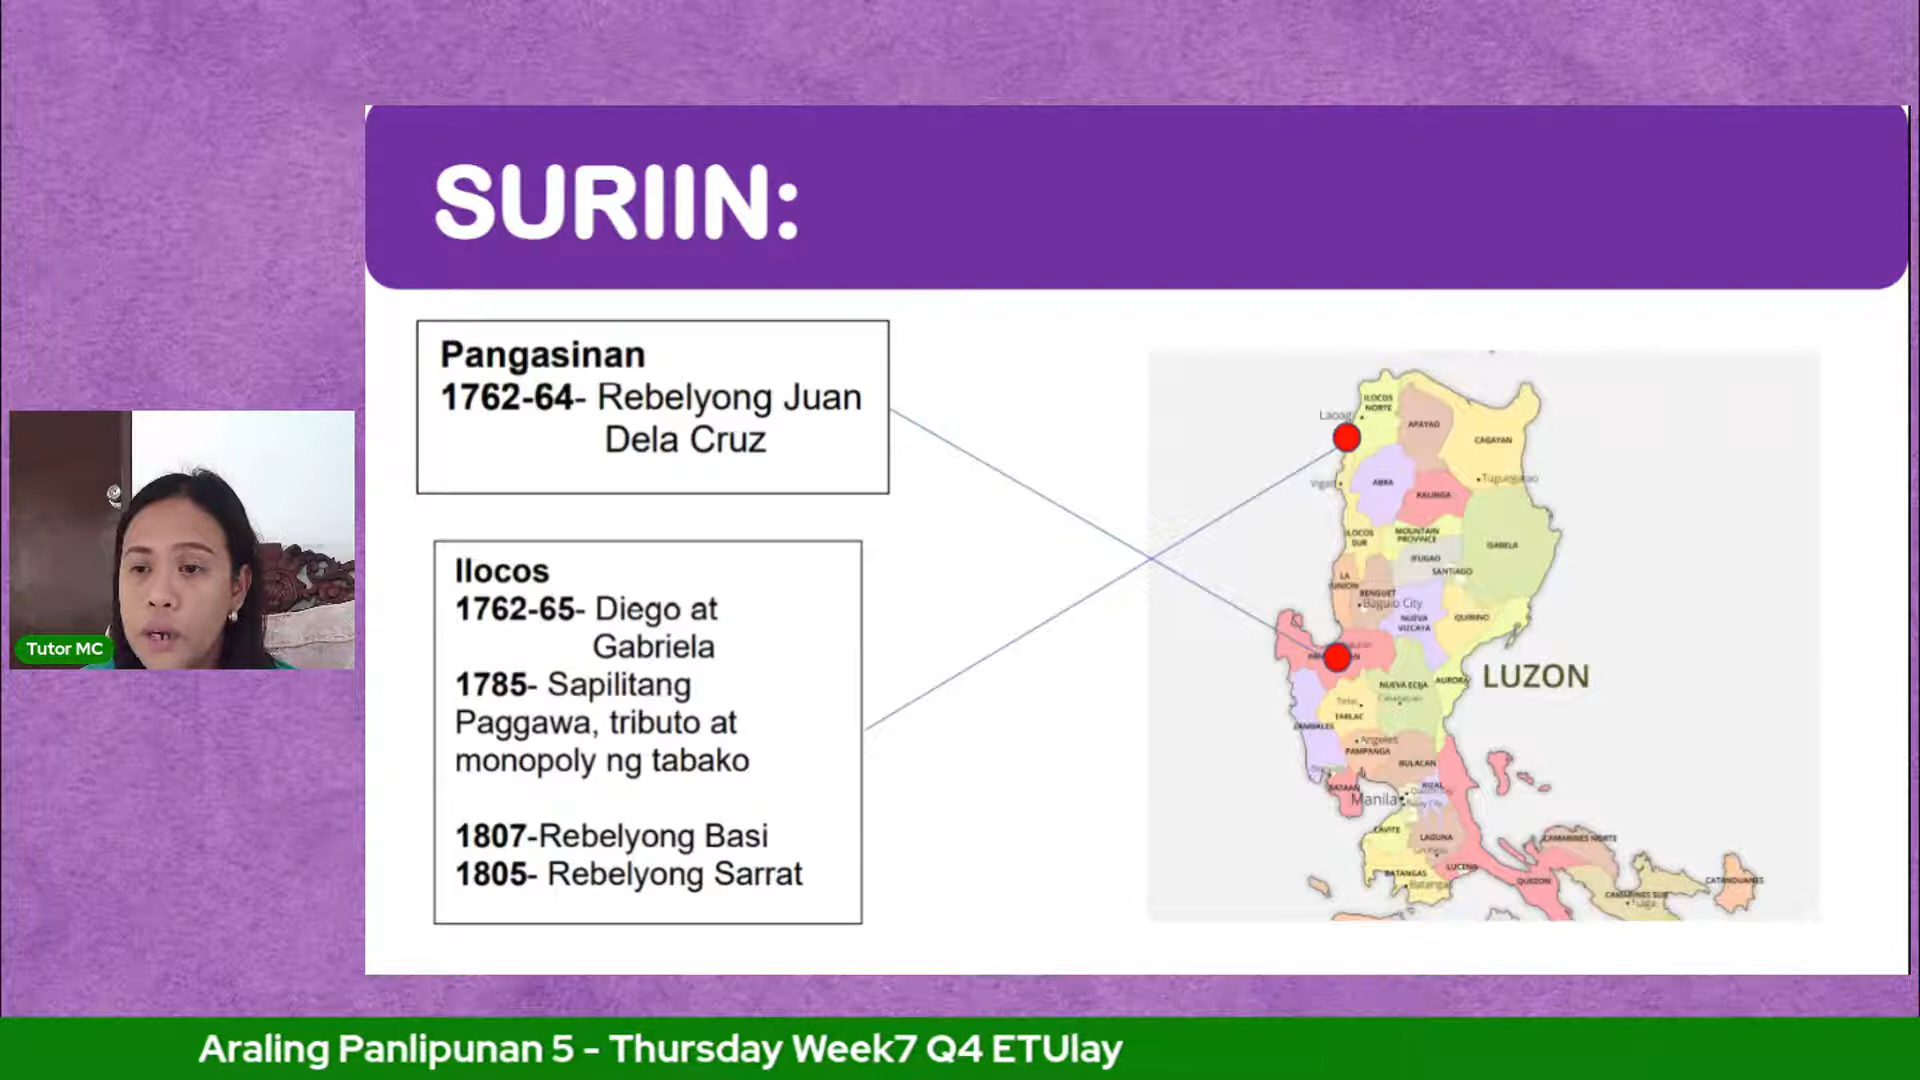 SURIIN:
Pangasinan
1762-64- Rebelyong Juan
Dela Cruz
Ilocos
1762-65- Diego at
Gabriela
1785- Sapilitang
Paggawa, tributo at
monopoly ng tabako
1807-Rebelyong Basi
1805- Rebelyong Sarrat
ILOCOS
NORTE
Laoag
APAYAO
CAGAYAN
ABRA
Vigan
Tuguegarao
KALINGA
ILOCOS
SUR
MOUNTAIN
PROVINCE
ISABELA
IFUGAO
SANTIAGO
LA
UNION
BENGUET
Baguio City
NUEVA
VIZCAYA
QUIRINO
LUZON
NUEVA ECIJA
AURORA
TARLAC
ZAMBALES
Angeles
PAMPANGA
BULACAN
BATAAN
RIZAL
Manila
CAVITE
LAGUNA
LUCENA
BATANGAS
Batangas
QUEZON
CAMARINES NORTE
CAMARINES SUR
CATANDUANES
Tutor MC
Araling Panlipunan 5 - Thursday Week7 Q4 ETUlay